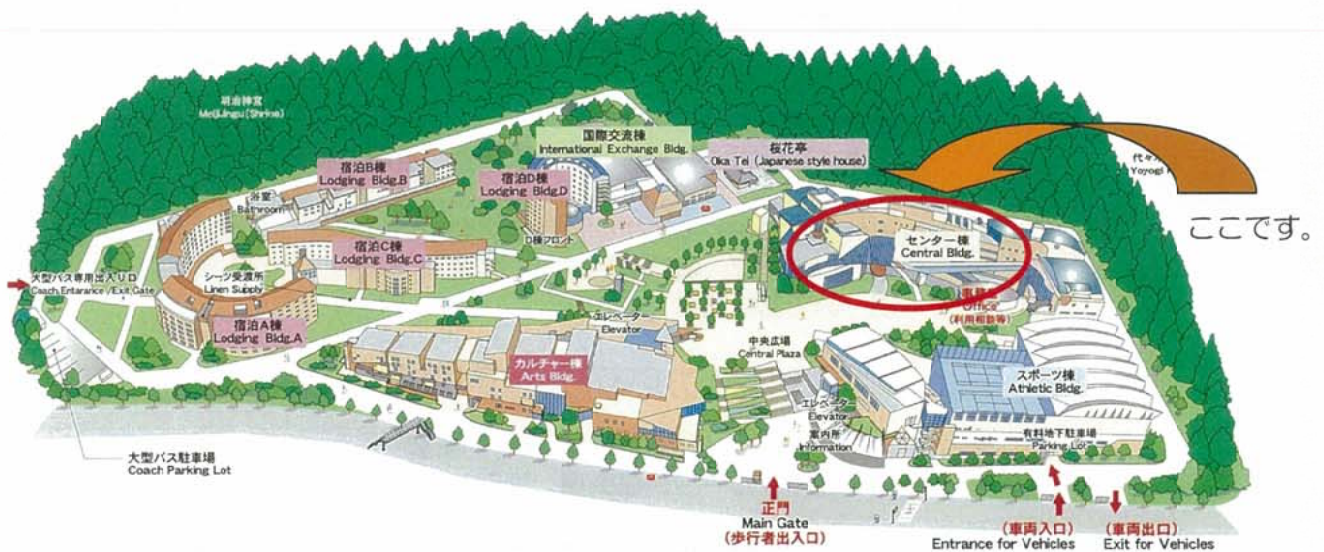 明治神宮
Meiji Jingu (Shrine)
国際交流棟
International Exchange Bldg.
桜花亭
Oka Tei (Japanese style house)
代々木
Yoyogi
宿泊B棟
Lodging Bldg.B
宿泊D棟
Lodging Bldg.D
ここです。
浴室
Bathroom
D棟フロント
センター棟
Central Bldg.
宿泊C棟
Lodging Bldg.C
大型バス専用出入口
Coach Entarance /Exit Gate
シーツ受渡所
Linen Supply
Office
(利用相談等)
宿泊A棟
Lodging Bldg.A
エレベーター
Elevator
中央広場
Central Plaza
カルチャー棟
Arts Bldg.
スポーツ棟
Athletic Bldg.
エレベーター
Elevator
案内所
Information
有料地下駐車場
Parking Lot
大型バス駐車場
Coach Parking Lot
正門
Main Gate
(歩行者出入口)
(車両入口)
Entrance for Vehicles
(車両出口)
Exit for Vehicles